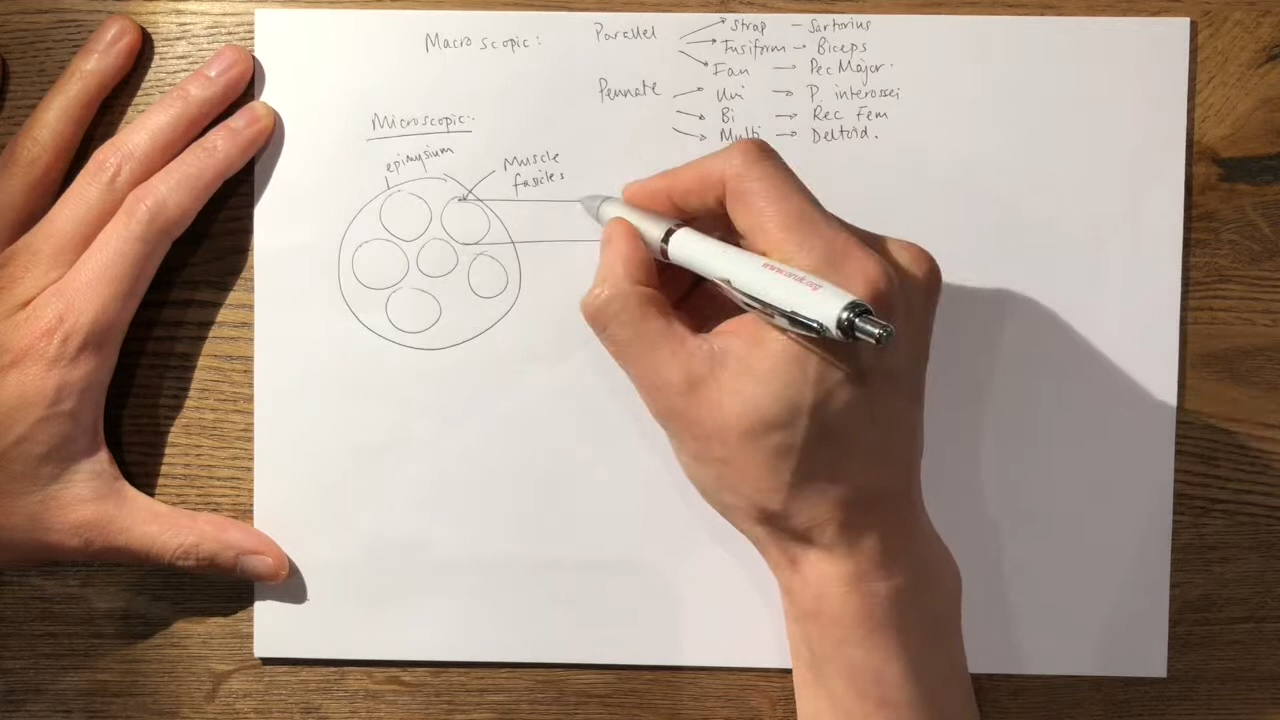 Macroscopic: Parallel → Strap – Sartorius
→ Fusiform → Biceps
→ Fan → Pec Major.
Pennate → Uni → P. interossei
→ Bi → Rec Fem
→ Multi → Deltoid.
Microscopic:
epimysium
Muscle
fasicles